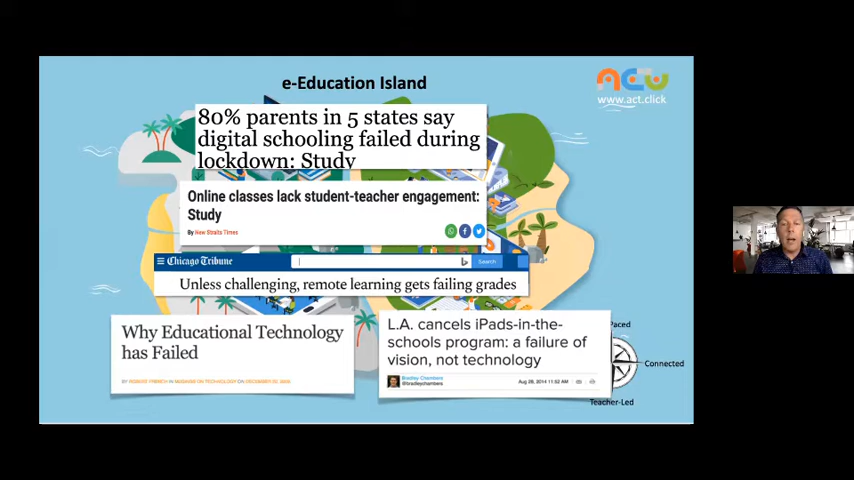 e-Education Island
ACT
www.act.click
80% parents in 5 states say
digital schooling failed during
lockdown: Study
Online classes lack student-teacher engagement:
Study
By New Straits Times
Chicago Tribune
Search
Unless challenging, remote learning gets failing grades
Why Educational Technology
has Failed
L.A. cancels iPads-in-the-
schools program: a failure of
vision, not technology
Bradley Chambers
@bradleychambers
Aug 28, 2014 11:52 AM
Paced
Connected
Teacher-Led